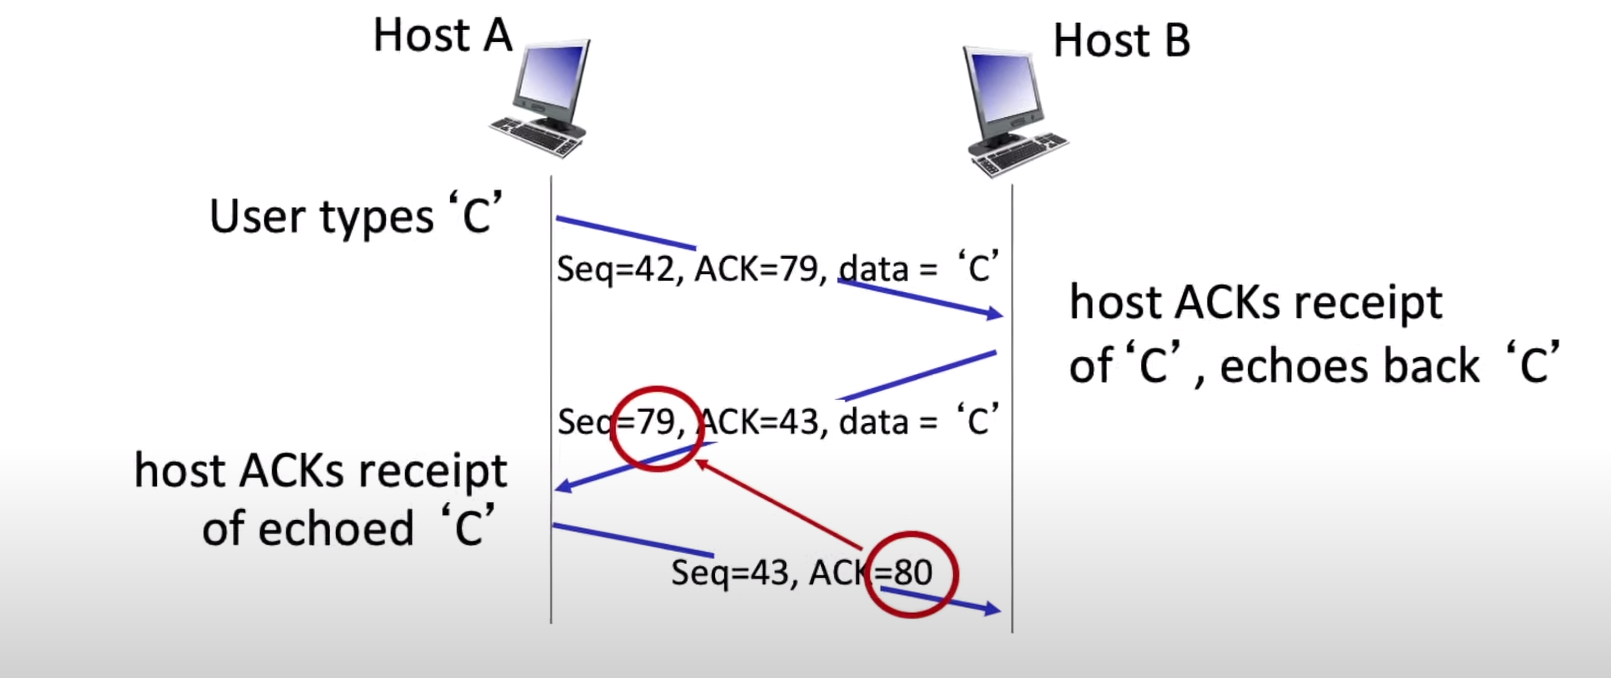 Host A
Host B
User types ‘C’
Seq=42, ACK=79, data = ‘C’
host ACKs receipt
of ‘C’, echoes back ‘C’
Seq=79, ACK=43, data = ‘C’
host ACKs receipt
of echoed ‘C’
Seq=43, ACK=80